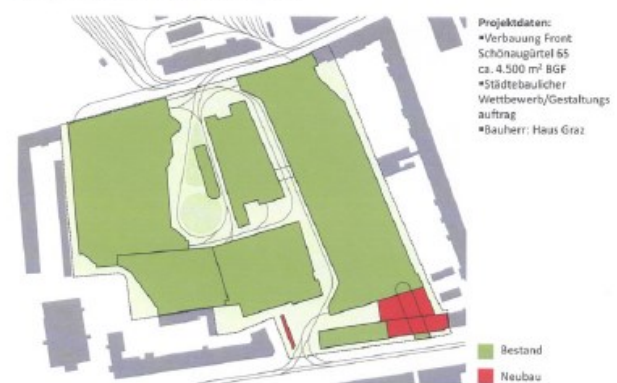 Projektdaten:
▪Verbauung Front
Schönaugürtel 65
ca. 4.500 m² BGF
▪Städtebaulicher
Wettbewerb/Gestaltungs
auftrag
▪Bauherr: Haus Graz
Bestand
Neubau